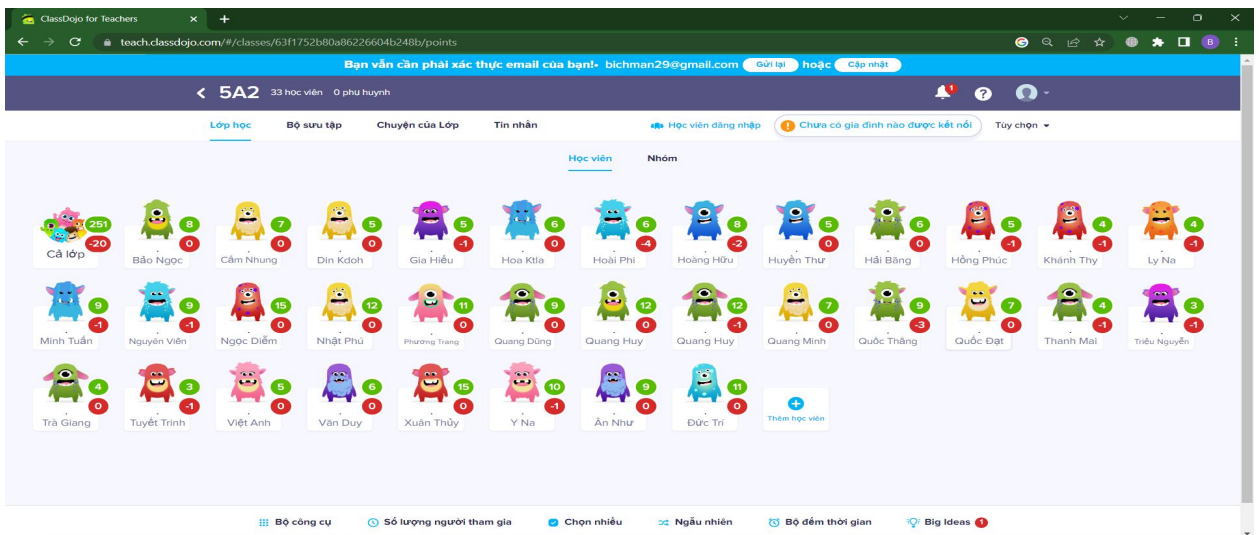 ClassDojo for Teachers
teach.classdojo.com/#/classes/63f1752b80a86226604b248b/points
B
Bạn vẫn cần phải xác thực email của bạn!• bichman29@gmail.com Gửi lại hoặc Cập nhật
5A2 33 học viên 0 phụ huynh 1 ?
Lớp học Bộ sưu tập Chuyện của Lớp Tin nhắn Học viên đăng nhập ! Chưa có gia đình nào được kết nối Tùy chọn
Học viên Nhóm
251 8 7 5 5 6 6 8 5 6 5 4 4
-20 0 0 0 -1 0 -4 -2 0 0 -1 -1 -1
Cả lớp Bảo Ngọc Cẩm Nhung Din Kdoh Gia Hiếu Hoa Ktla Hoài Phi Hoàng Hữu Huyền Thư Hải Băng Hồng Phúc Khánh Thy Ly Na
9 9 15 12 11 9 12 12 7 9 7 4 3
-1 -1 0 0 0 0 0 -1 0 -3 0 -1 -1
Minh Tuấn Nguyên Viên Ngọc Diễm Nhật Phú Phương Trang Quang Dũng Quang Huy Quang Huy Quang Minh Quốc Thắng Quốc Đạt Thanh Mai Triều Nguyễn
4 3 5 6 15 10 9 11
0 -1 0 0 0 -1 0 0
Trà Giang Tuyết Trinh Việt Anh Văn Duy Xuân Thủy Y Na Ân Như Đức Trí Thêm học viên
Bộ công cụ Số lượng người tham gia Chọn nhiều Ngẫu nhiên Bộ đếm thời gian Big Ideas 1